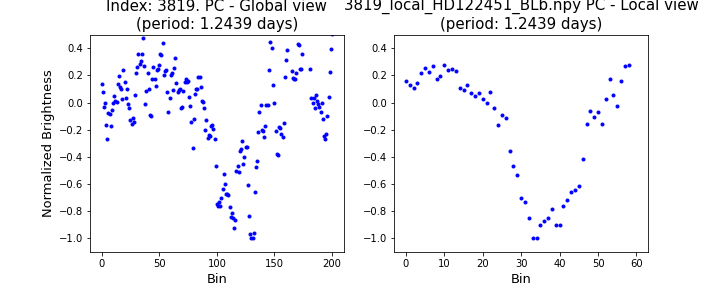 Index: 3819. PC - Global view
(period: 1.2439 days)
3819_local_HD122451_BLb.npy PC - Local view
(period: 1.2439 days)
Normalized Brightness
0.4
0.2
0.0
−0.2
−0.4
−0.6
−0.8
−1.0
0 50 100 150 200
Bin
0.4
0.2
0.0
−0.2
−0.4
−0.6
−0.8
−1.0
0 10 20 30 40 50 60
Bin